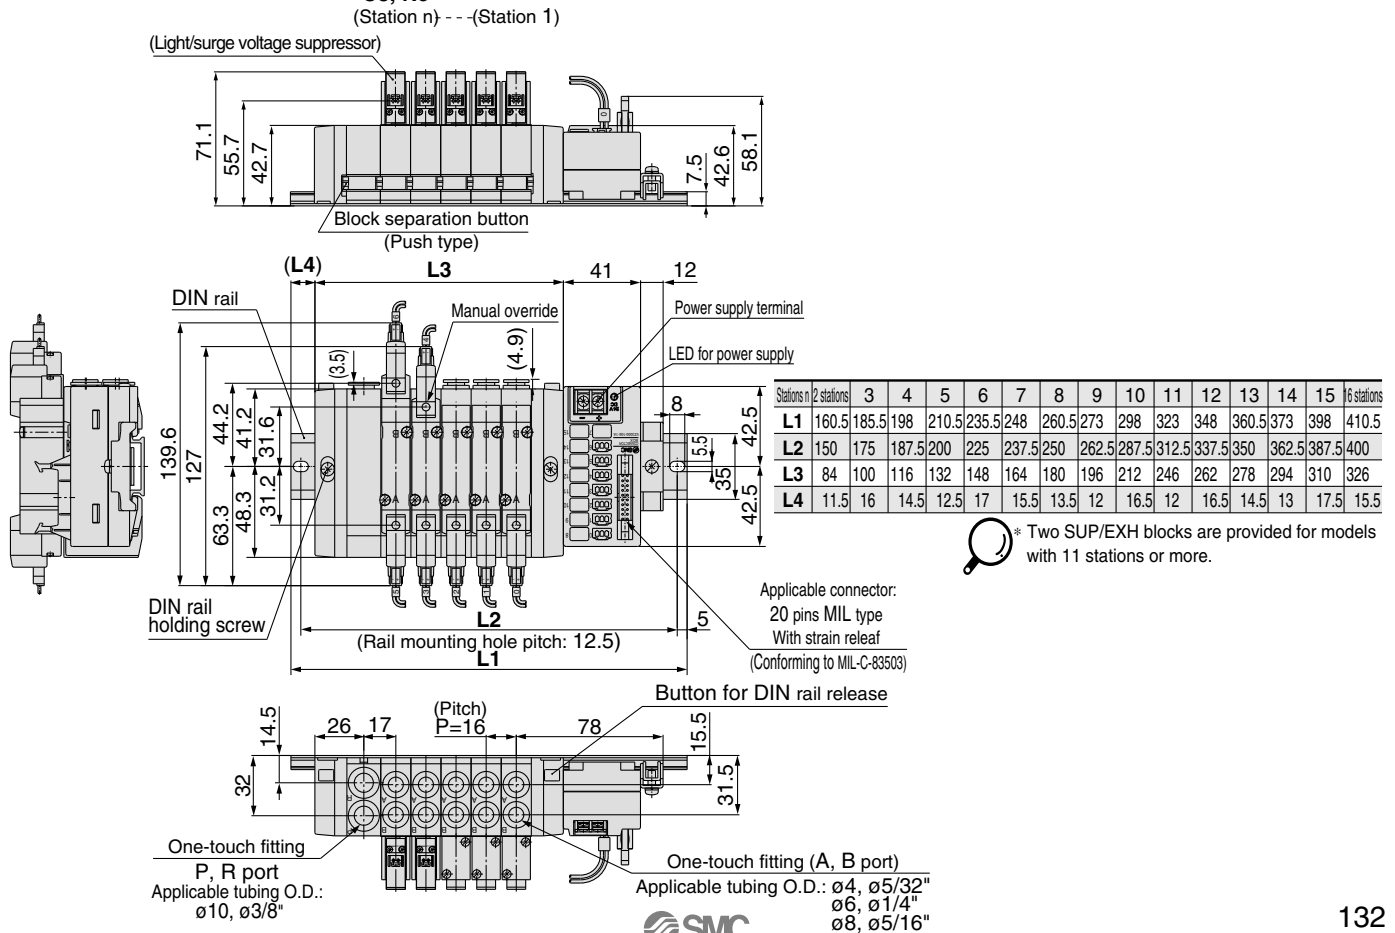 (Station n) - - - (Station 1)
(Light/surge voltage suppressor)
71.1
55.7
42.7
7.5
42.6
58.1
Block separation button
(Push type)
(L4)
L3
41
12
DIN rail
Manual override
Power supply terminal
LED for power supply
(3.5)
(4.9)
139.6
127
44.2
41.2
31.6
63.3
48.3
31.2
8
5.5
35
42.5
42.5
DIN rail
holding screw
L2
(Rail mounting hole pitch: 12.5)
5
L1
Applicable connector:
20 pins MIL type
With strain releaf
(Conforming to MIL-C-83503)
Stations n 2 stations 3 4 5 6 7 8 9 10 11 12 13 14 15 16 stations
L1 160.5 185.5 198 210.5 235.5 248 260.5 273 298 323 348 360.5 373 398 410.5
L2 150 175 187.5 200 225 237.5 250 262.5 287.5 312.5 337.5 350 362.5 387.5 400
L3 84 100 116 132 148 164 180 196 212 246 262 278 294 310 326
L4 11.5 16 14.5 12.5 17 15.5 13.5 12 16.5 12 16.5 14.5 13 17.5 15.5
* Two SUP/EXH blocks are provided for models
with 11 stations or more.
Button for DIN rail release
(Pitch)
P=16
26
17
78
14.5
32
15.5
31.5
One-touch fitting
P, R port
Applicable tubing O.D.:
ø10, ø3/8"
One-touch fitting (A, B port)
Applicable tubing O.D.: ø4, ø5/32"
ø6, ø1/4"
ø8, ø5/16"
SMC
132